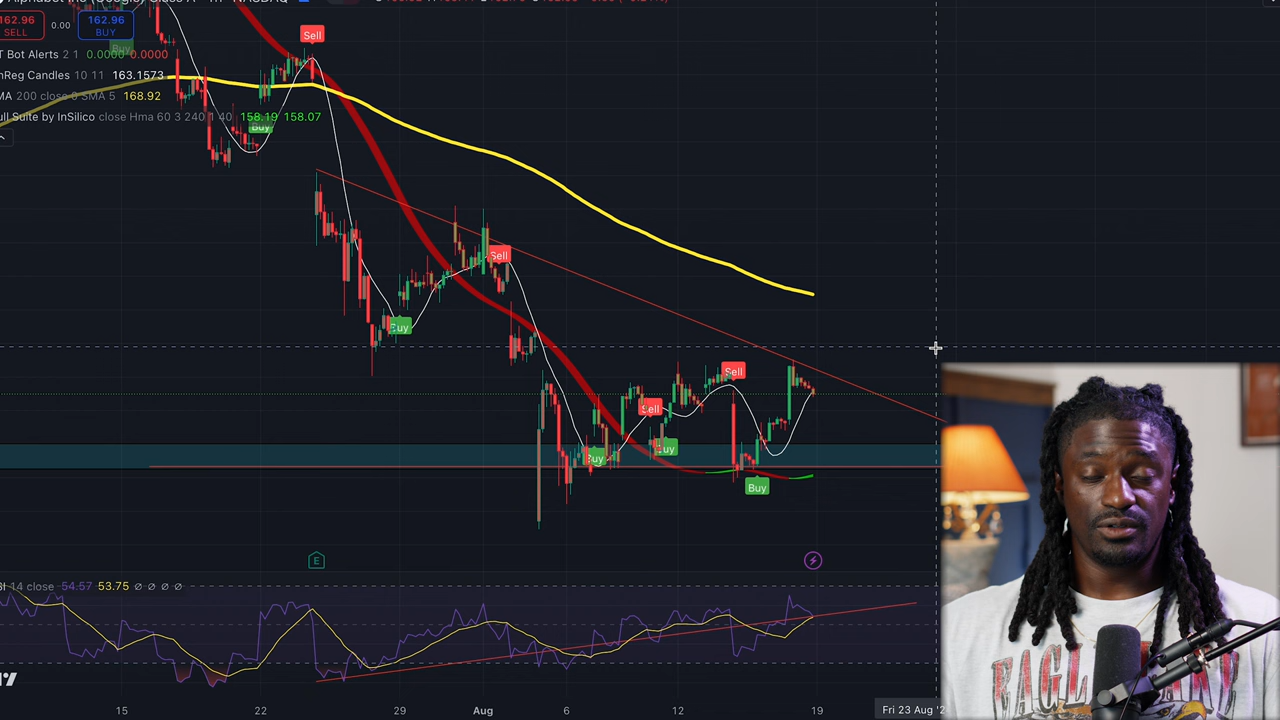 162.96
SELL
0.00
162.96
BUY
Buy
Sell
T Bot Alerts 2 1 0.0000 0.0000
nReg Candles 10 11 163.1573
MA 200 close 0 SMA 5 168.92
ull Suite by InSilico close Hma 60 3 240 1 40 158.19 158.07
Buy
Sell
Buy
Sell
Sell
Buy
Buy
Buy
E
SI 14 close 54.57 53.75 ∅ ∅ ∅ ∅
15
22
29
Aug
6
12
19
Fri 23 Aug '2
EAGL